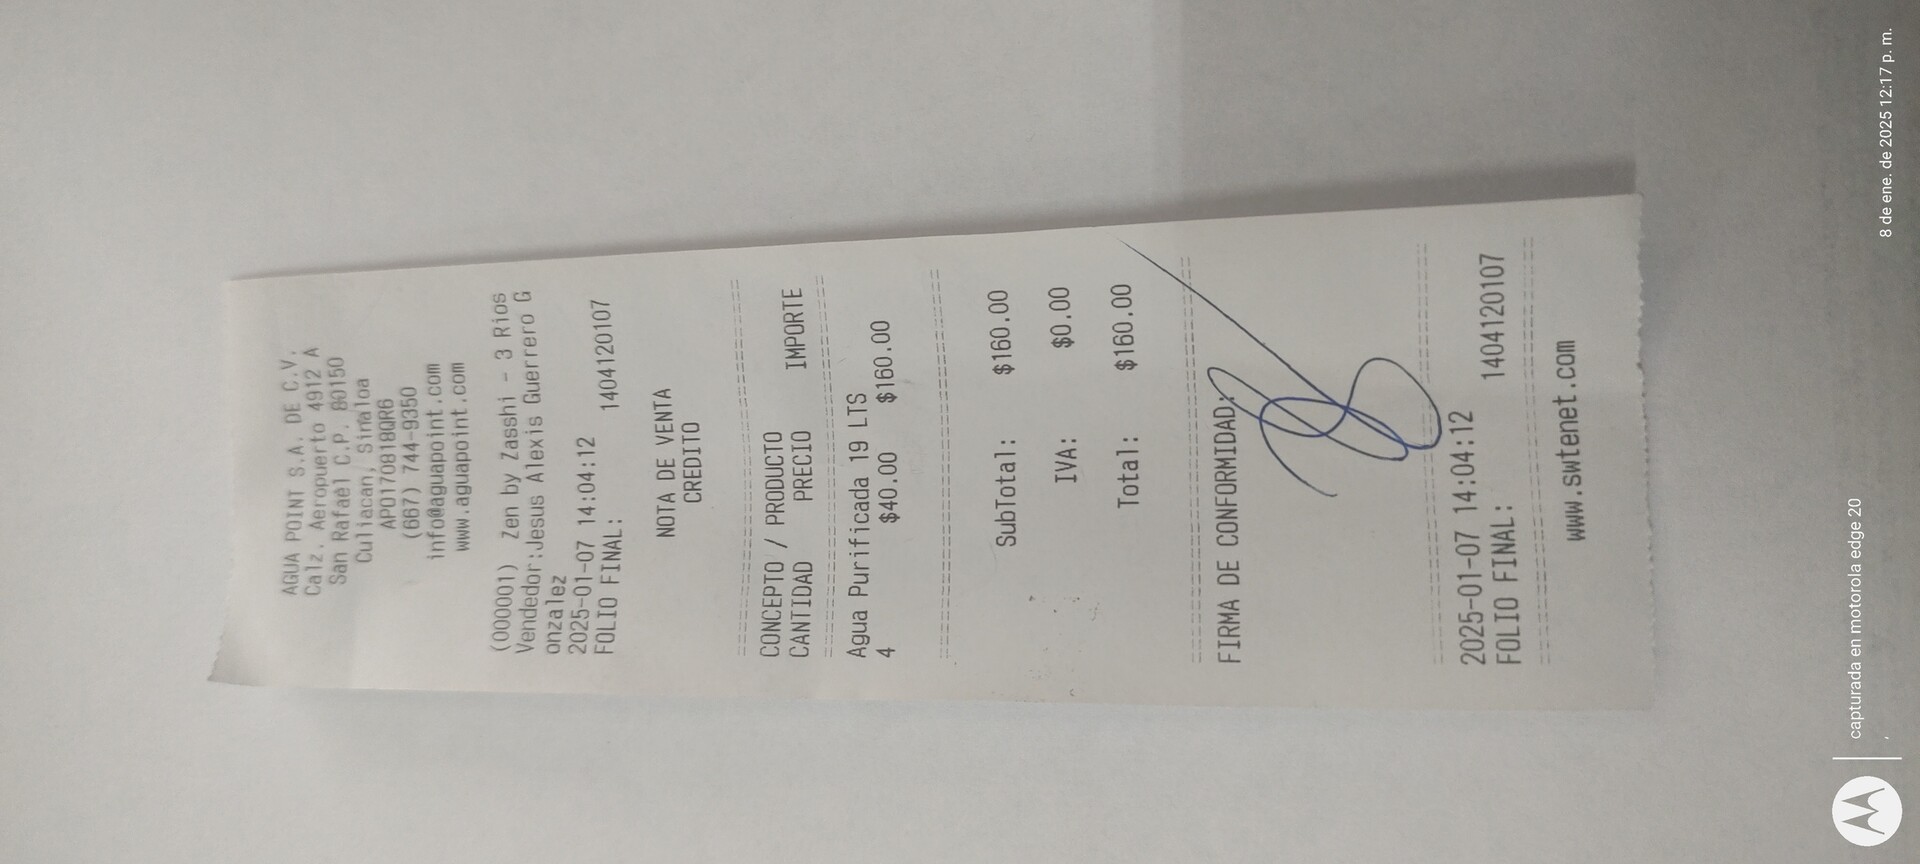 AGUA POINT S.A. DE C.V.
Calz. Aeropuerto 4912 A
San Rafael C.P. 80150
Culiacan, Sinaloa
APO170818QR6
(667) 744-9350
info@aguapoint.com
www.aguapoint.com
(000001) Zen by Zasshi - 3 Rios
Vendedor:Jesus Alexis Guerrero G
onzalez
2025-01-07 14:04:12
FOLIO FINAL: 1404120107
NOTA DE VENTA
CREDITO
CONCEPTO / PRODUCTO
CANTIDAD PRECIO IMPORTE
Agua Purificada 19 LTS
4 $40.00 $160.00
SubTotal: $160.00
IVA: $0.00
Total: $160.00
FIRMA DE CONFORMIDAD:
2025-01-07 14:04:12
FOLIO FINAL: 1404120107
www.swtenet.com
capturada en motorola edge 20
,
8 de ene. de 2025 12:17 p. m.